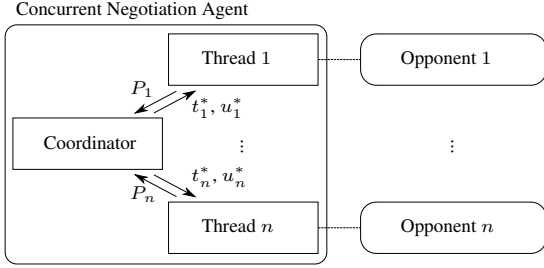 Concurrent Negotiation Agent
Thread 1
Opponent 1
P₁
t₁*, u₁*
Coordinator
⋮
⋮
tₙ*, uₙ*
Pₙ
Thread n
Opponent n